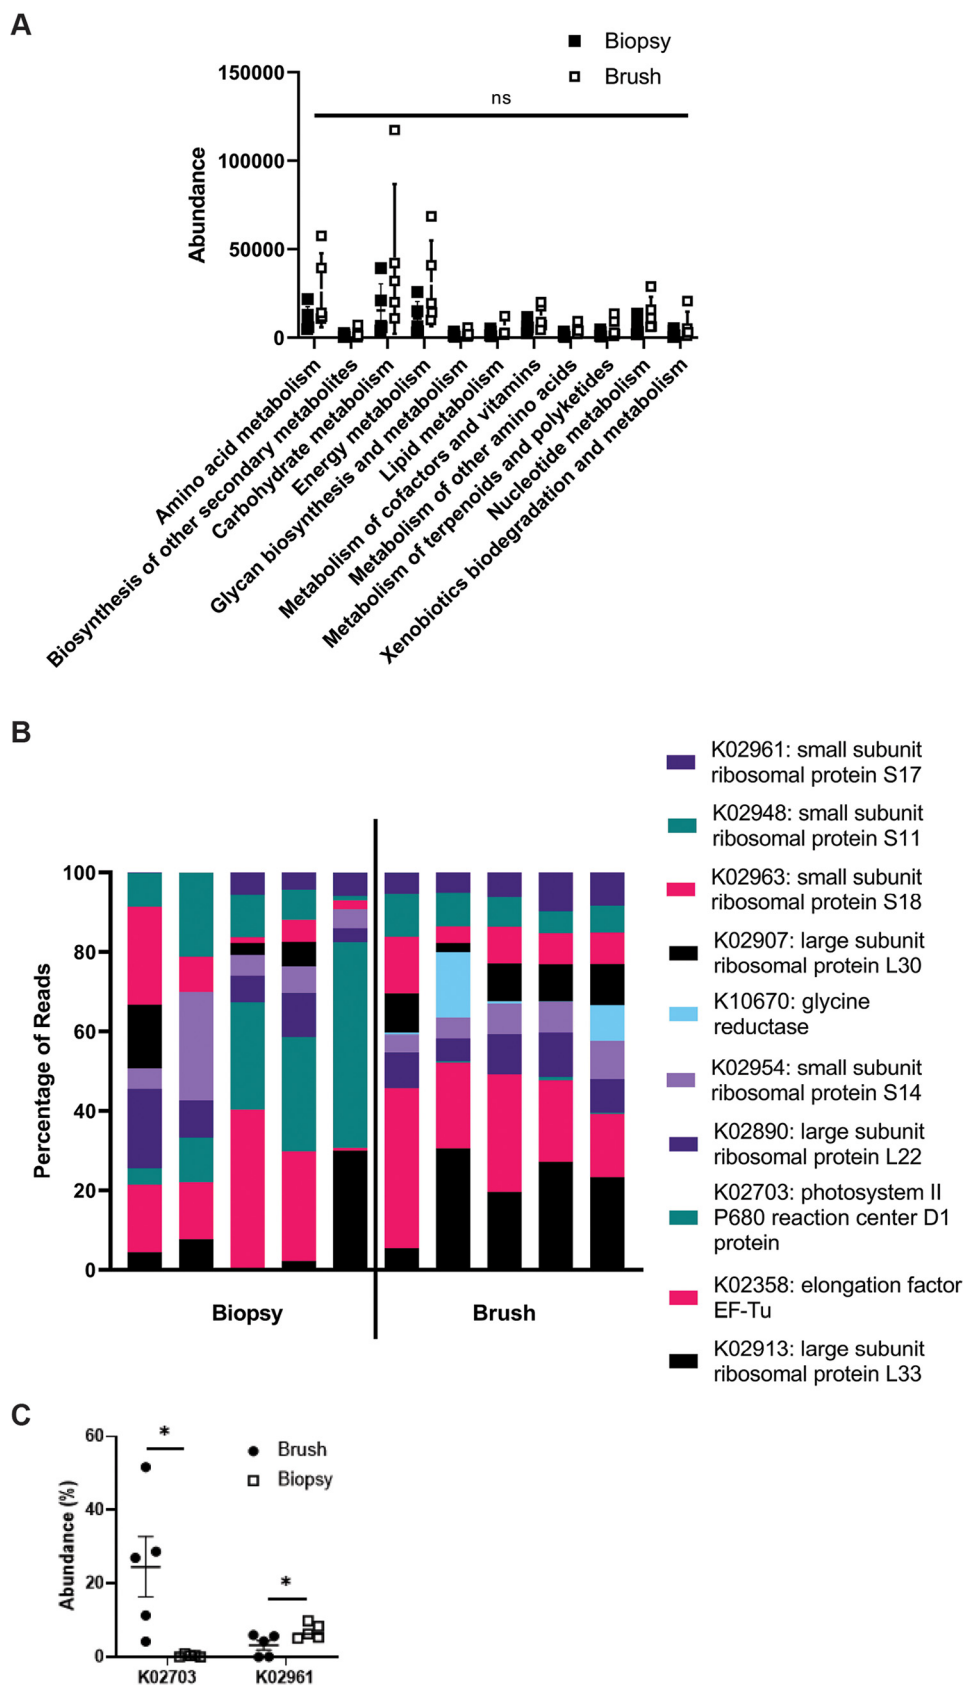 A
Biopsy
Brush
150000
ns
100000
50000
0
Abundance
Amino acid metabolism
Biosynthesis of other secondary metabolites
Carbohydrate metabolism
Energy metabolism
Glycan biosynthesis and metabolism
Lipid metabolism
Metabolism of cofactors and vitamins
Metabolism of other amino acids
Metabolism of terpenoids and polyketides
Nucleotide metabolism
Xenobiotics biodegradation and metabolism
B
100
80
60
40
20
0
Percentage of Reads
Biopsy
Brush
K02961: small subunit
ribosomal protein S17
K02948: small subunit
ribosomal protein S11
K02963: small subunit
ribosomal protein S18
K02907: large subunit
ribosomal protein L30
K10670: glycine
reductase
K02954: small subunit
ribosomal protein S14
K02890: large subunit
ribosomal protein L22
K02703: photosystem II
P680 reaction center D1
protein
K02358: elongation factor
EF-Tu
K02913: large subunit
ribosomal protein L33
C
60
40
20
0
Abundance (%)
*
*
Brush
Biopsy
K02703
K02961